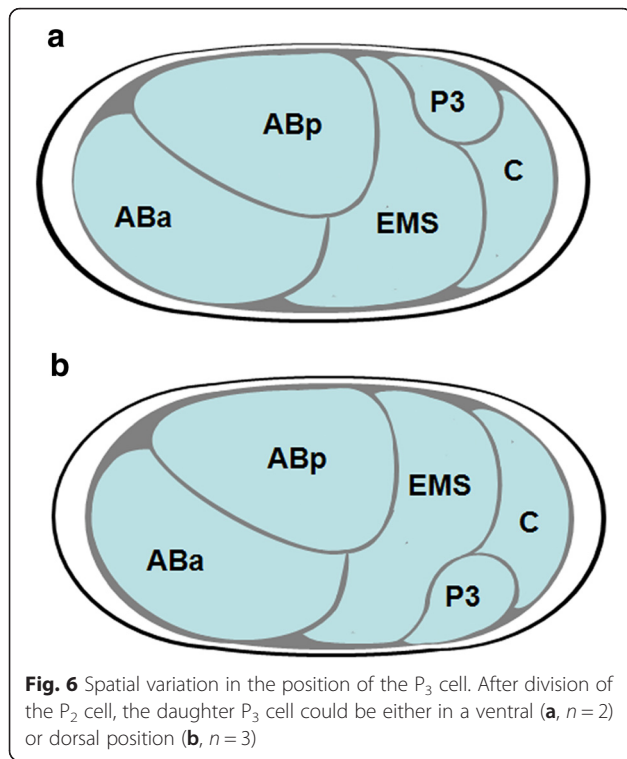 a
ABp
P3
C
ABa
EMS
b
ABp
EMS
C
ABa
P3
Fig. 6 Spatial variation in the position of the P₃ cell. After division of
the P₂ cell, the daughter P₃ cell could be either in a ventral (a, n = 2)
or dorsal position (b, n = 3)